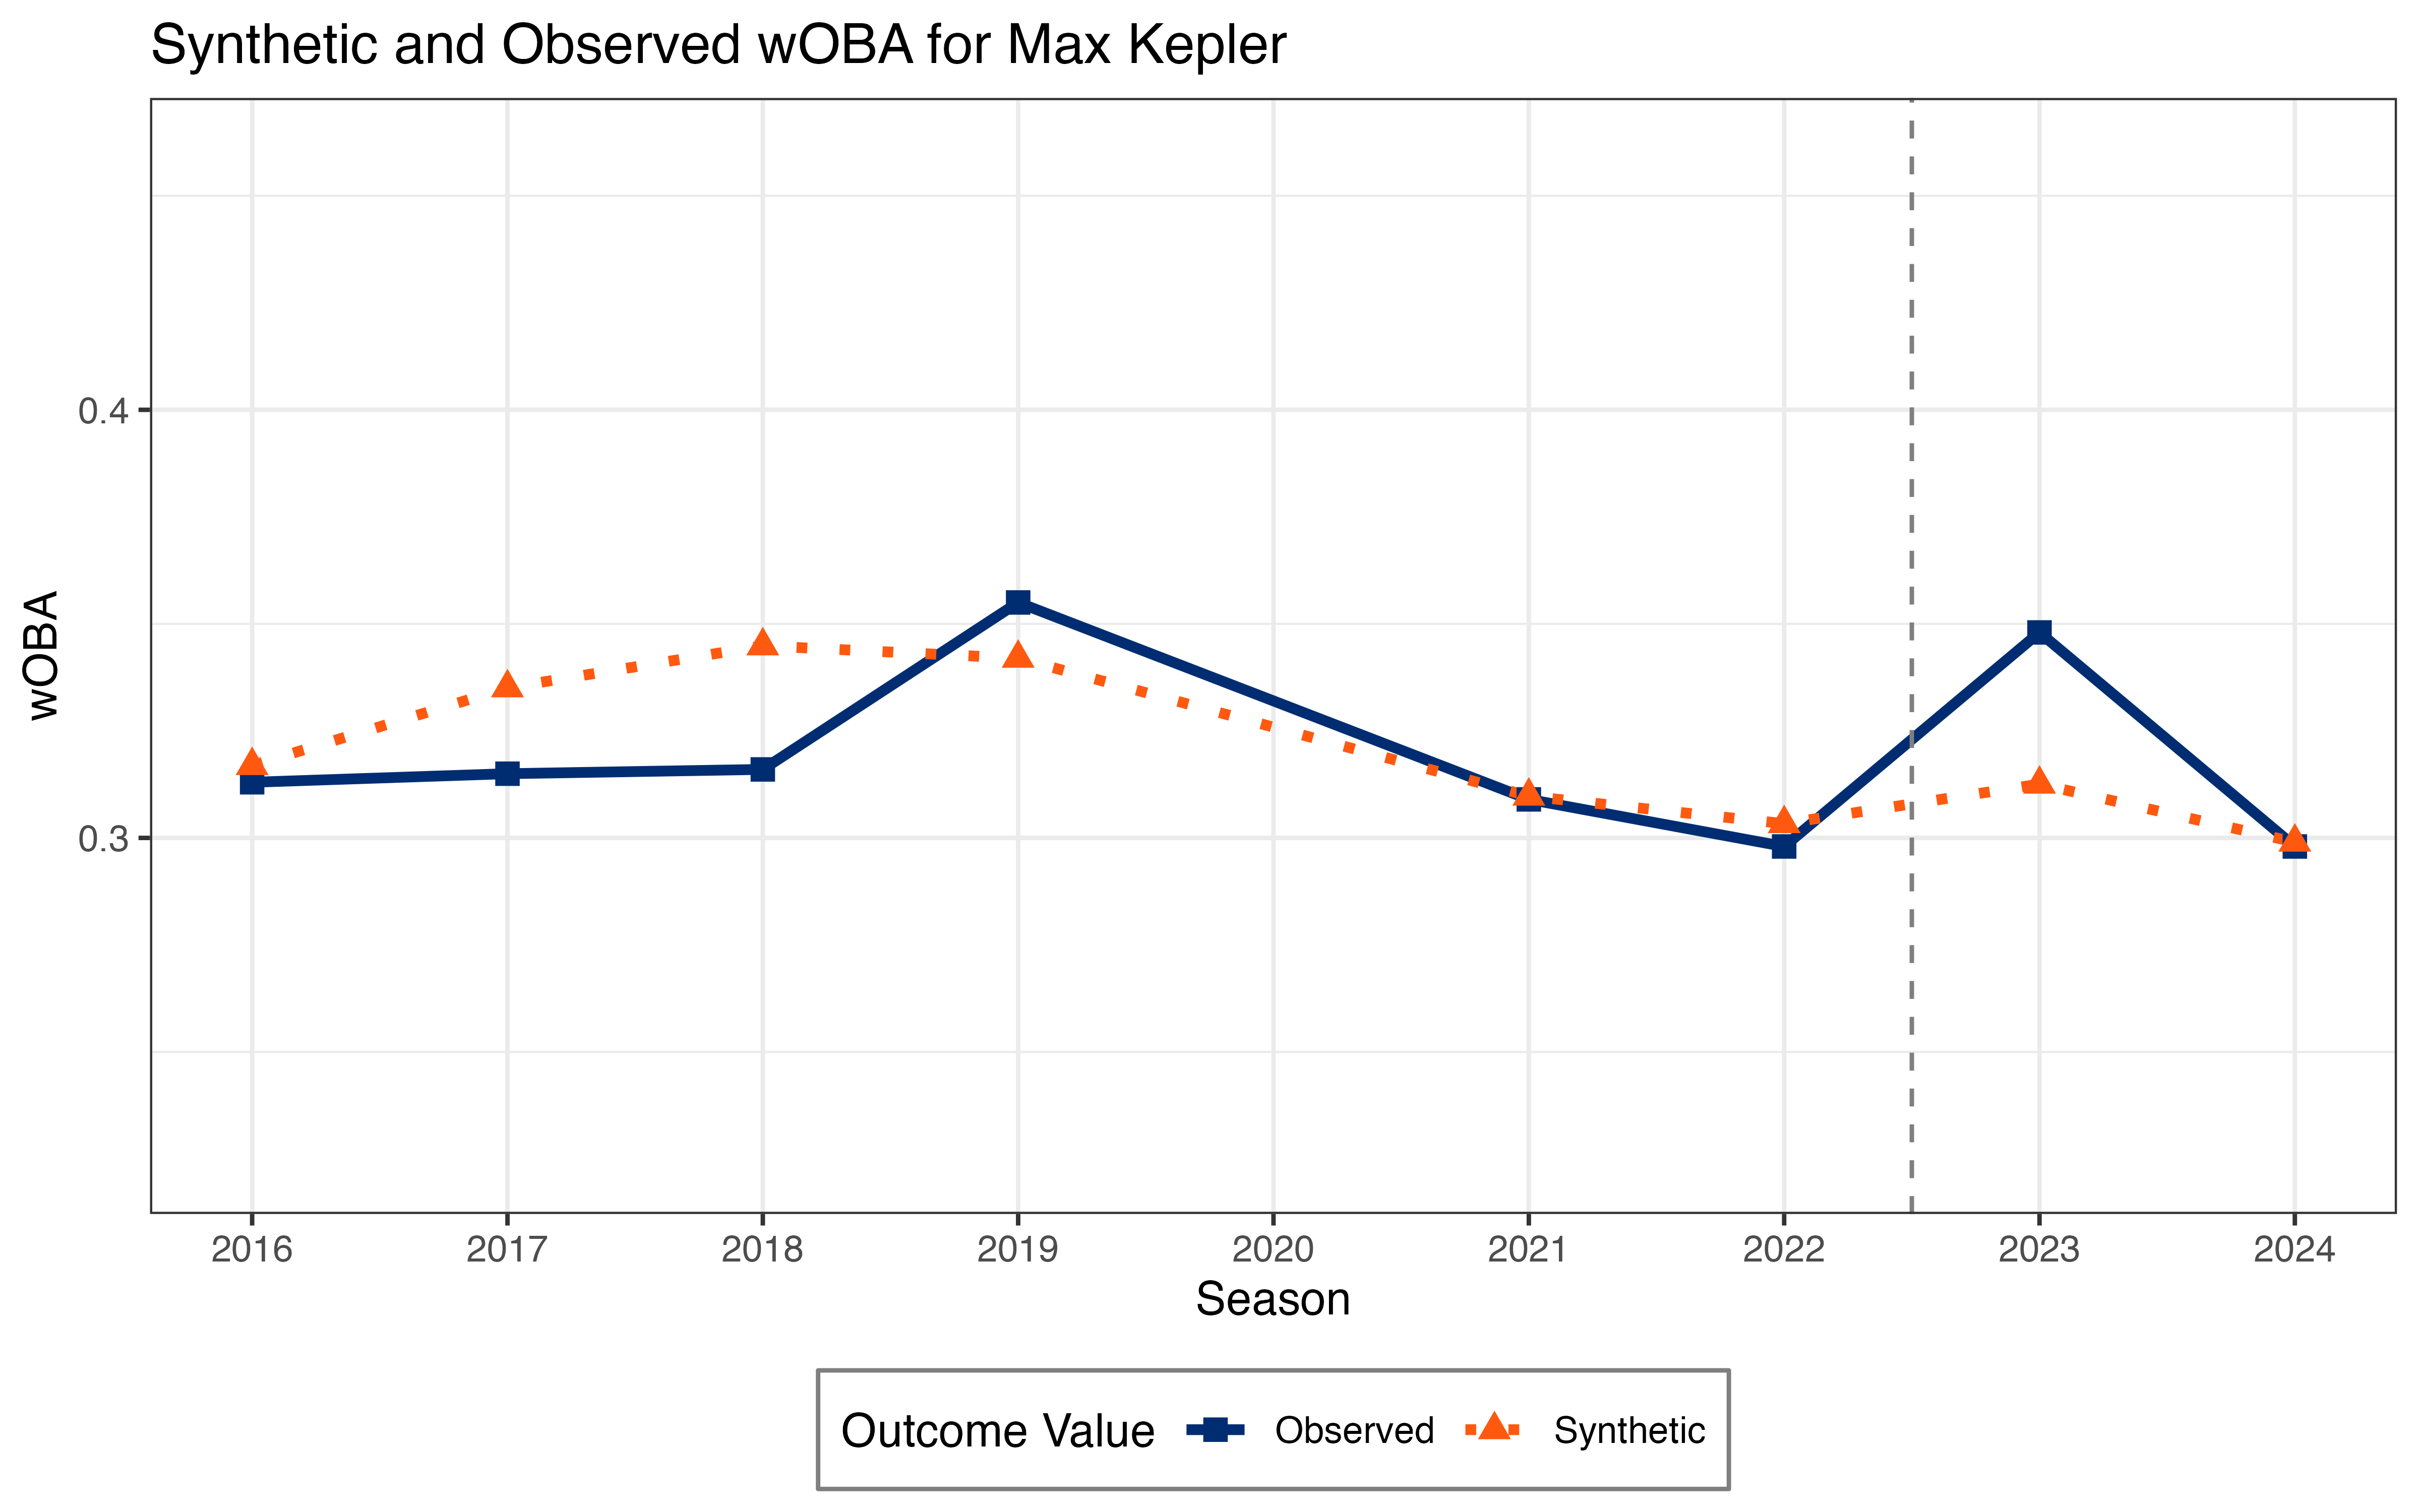 Synthetic and Observed wOBA for Max Kepler
wOBA
0.4
0.3
2016 2017 2018 2019 2020 2021 2022 2023 2024
Season
Outcome Value Observed Synthetic